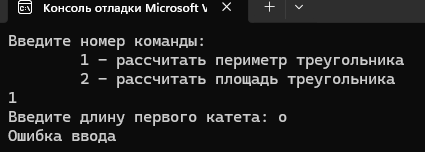 Консоль отладки Microsoft V
Введите номер команды:
1 - рассчитать периметр треугольника
2 - рассчитать площадь треугольника
1
Введите длину первого катета: о
Ошибка ввода